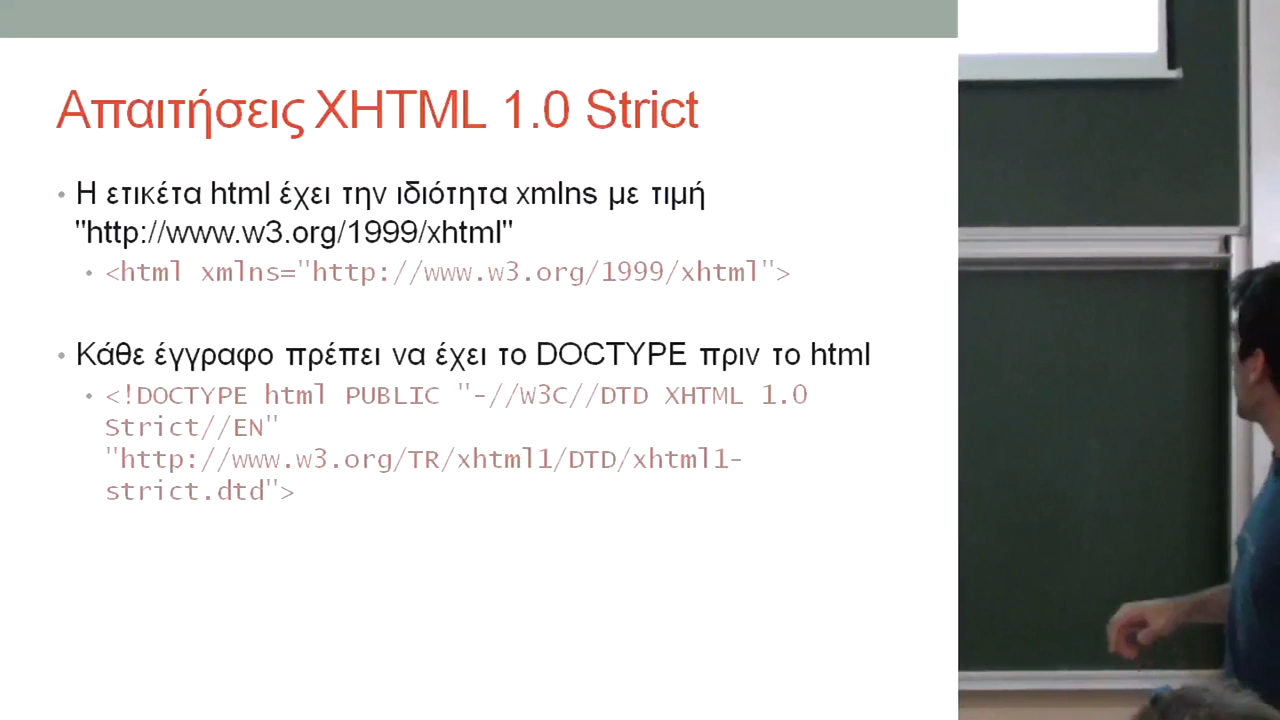 Απαιτήσεις XHTML 1.0 Strict
• Η ετικέτα html έχει την ιδιότητα xmlns με τιμή
"http://www.w3.org/1999/xhtml"
• <html xmlns="http://www.w3.org/1999/xhtml">
• Κάθε έγγραφο πρέπει να έχει το DOCTYPE πριν το html
• <!DOCTYPE html PUBLIC "-//W3C//DTD XHTML 1.0
Strict//EN"
"http://www.w3.org/TR/xhtml1/DTD/xhtml1-
strict.dtd">